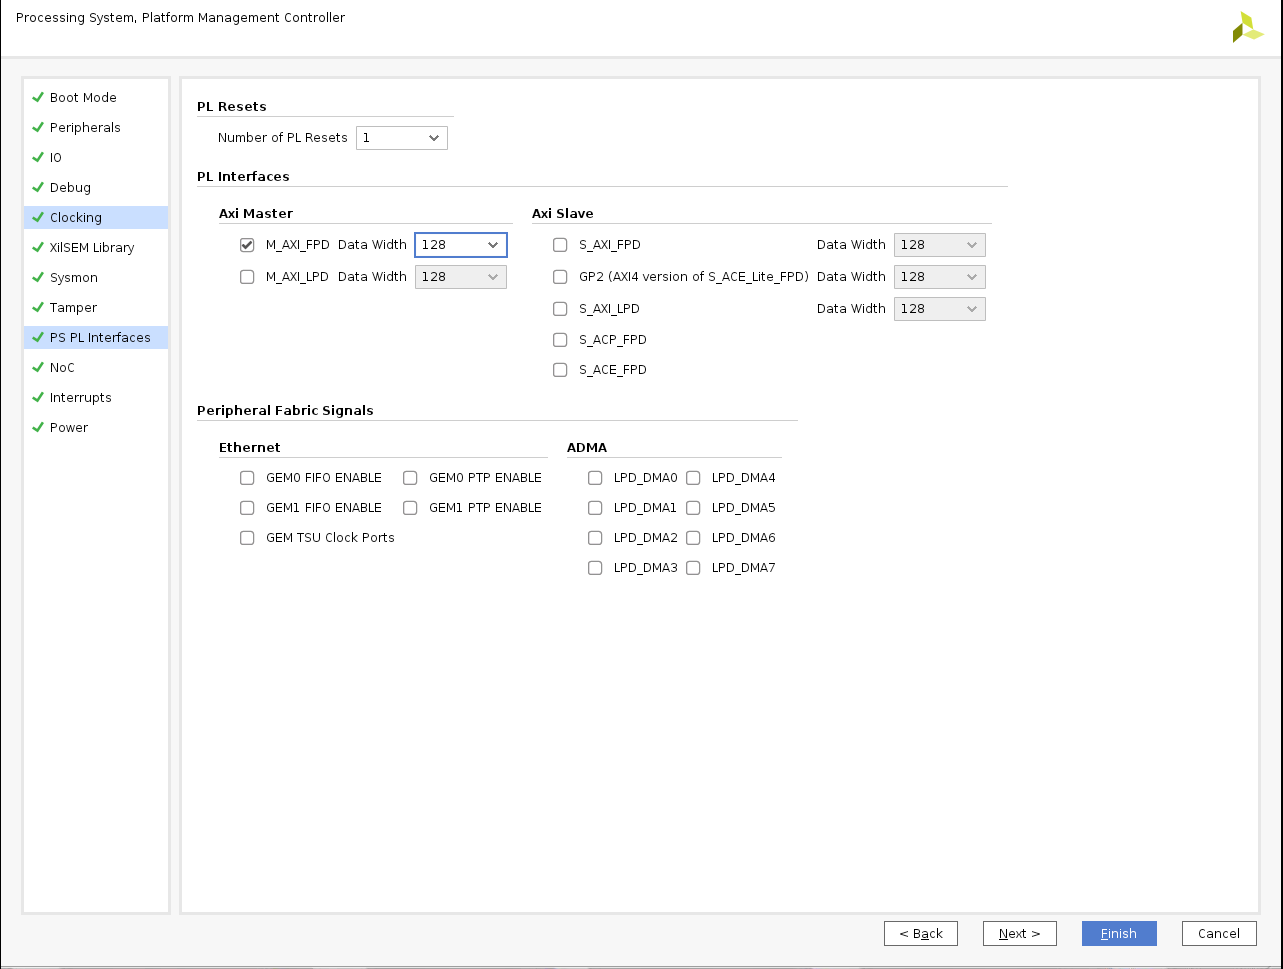 Processing System, Platform Management Controller
Boot Mode
Peripherals
IO
Debug
Clocking
XilSEM Library
Sysmon
Tamper
PS PL Interfaces
NoC
Interrupts
Power
PL Resets
Number of PL Resets 1
PL Interfaces
Axi Master
M_AXI_FPD Data Width 128
M_AXI_LPD Data Width 128
Axi Slave
S_AXI_FPD Data Width 128
GP2 (AXI4 version of S_ACE_Lite_FPD) Data Width 128
S_AXI_LPD Data Width 128
S_ACP_FPD
S_ACE_FPD
Peripheral Fabric Signals
Ethernet
GEM0 FIFO ENABLE GEM0 PTP ENABLE
GEM1 FIFO ENABLE GEM1 PTP ENABLE
GEM TSU Clock Ports
ADMA
LPD_DMA0 LPD_DMA4
LPD_DMA1 LPD_DMA5
LPD_DMA2 LPD_DMA6
LPD_DMA3 LPD_DMA7
< Back Next > Finish Cancel